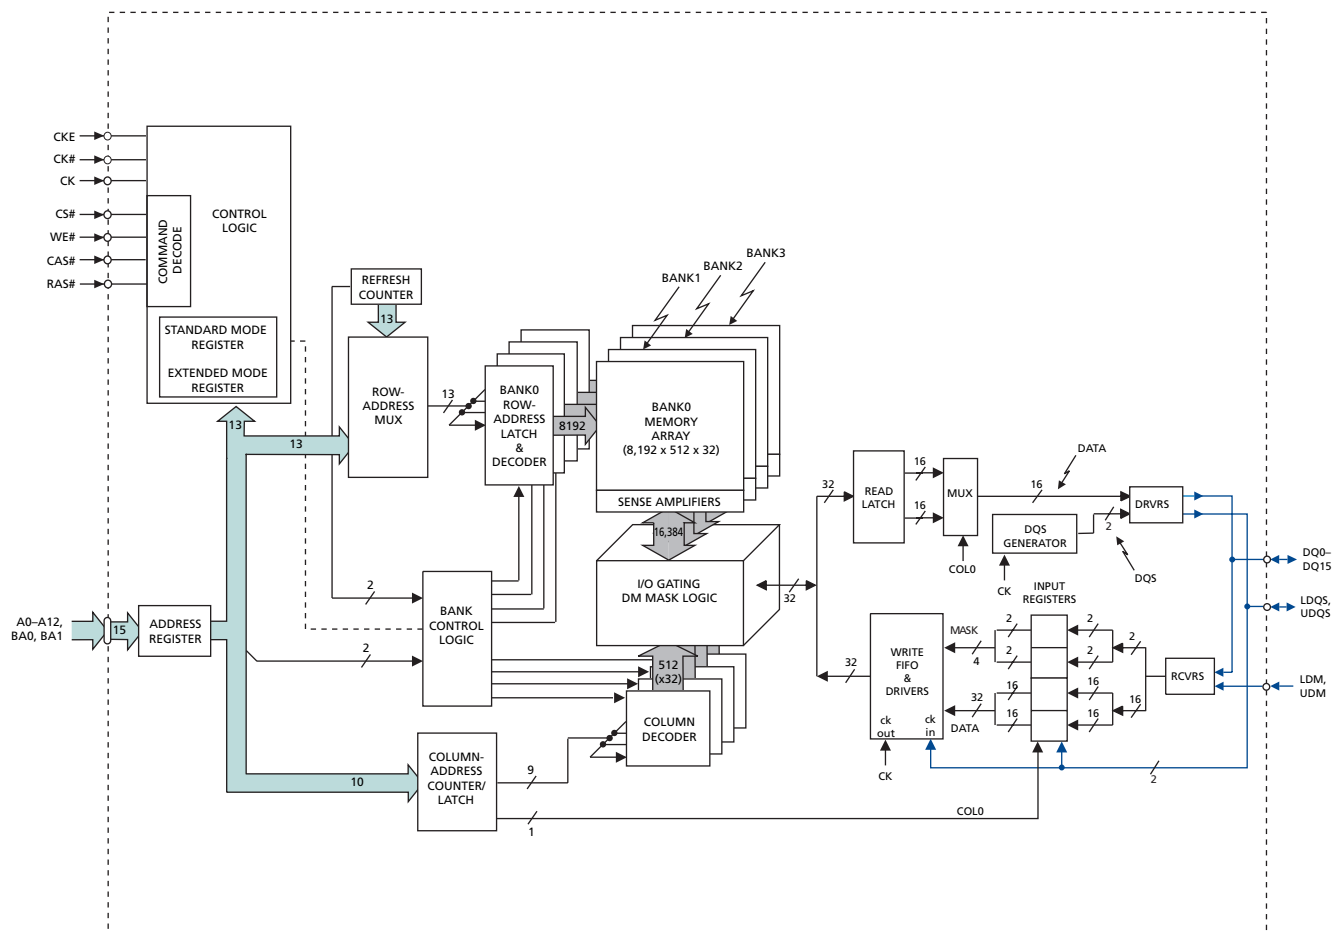 CKE
CK#
CK
CS#
WE#
CAS#
RAS#
COMMAND
DECODE
CONTROL
LOGIC
STANDARD MODE
REGISTER
EXTENDED MODE
REGISTER
REFRESH
COUNTER
13
ROW-
ADDRESS
MUX
13
13
13
BANK0
ROW-
ADDRESS
LATCH
&
DECODER
8192
BANK1
BANK2
BANK3
BANK0
MEMORY
ARRAY
(8,192 x 512 x 32)
SENSE AMPLIFIERS
16,384
I/O GATING
DM MASK LOGIC
32
A0–A12,
BA0, BA1
15
ADDRESS
REGISTER
2
2
BANK
CONTROL
LOGIC
512
(x32)
COLUMN
DECODER
10
COLUMN-
ADDRESS
COUNTER/
LATCH
9
1
COL0
32
READ
LATCH
16
16
MUX
COL0
16
DATA
DQS
GENERATOR
CK
2
DQS
DRVRS
DQ0–
DQ15
LDQS,
UDQS
LDM,
UDM
INPUT
REGISTERS
32
WRITE
FIFO
&
DRIVERS
ck
out
ck
in
CK
MASK
4
32
DATA
2
2
16
16
2
2
16
16
2
16
RCVRS
2